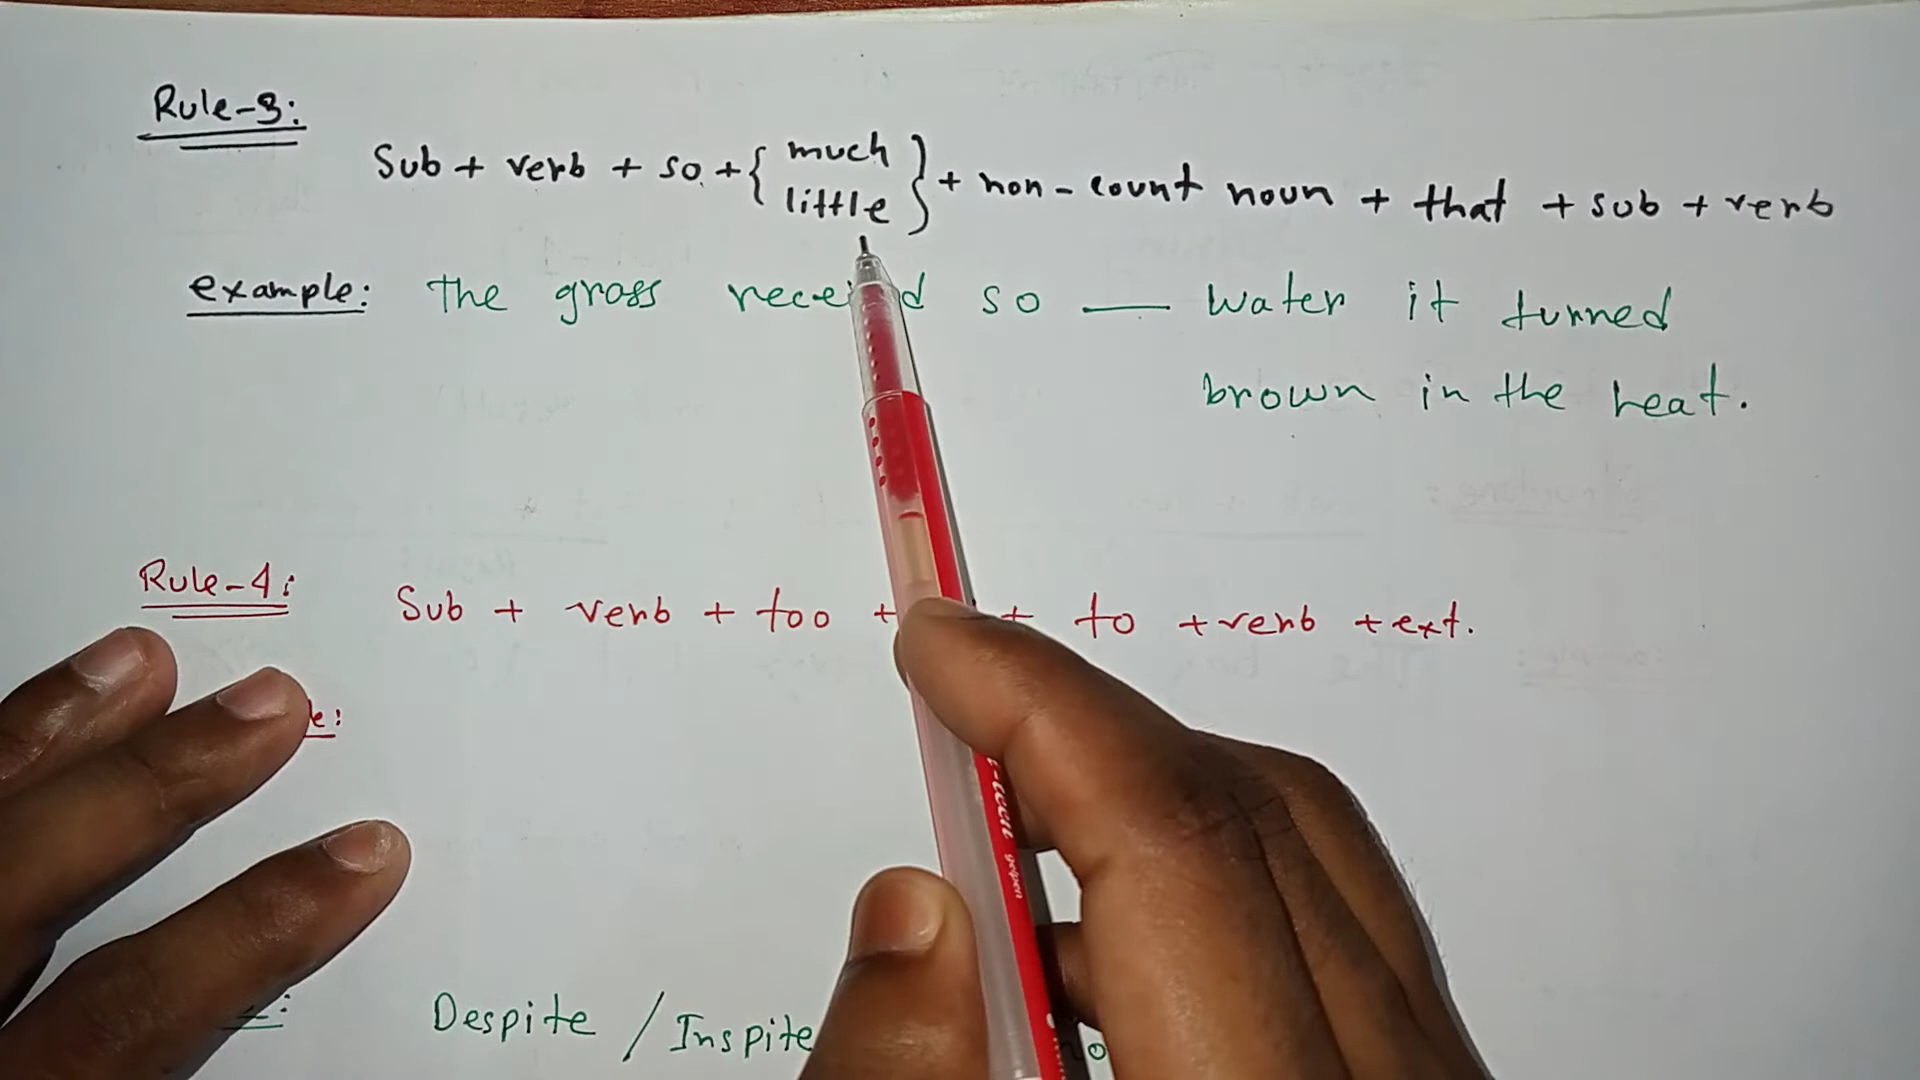 Rule-3:
Sub + verb + so + { much little } + non-count noun + that + sub + verb
example: The grass so — water it turned
brown in the heat.
Rule-4: Sub + verb + too + + to + verb + ext.
Despite / Inspite
gelpen